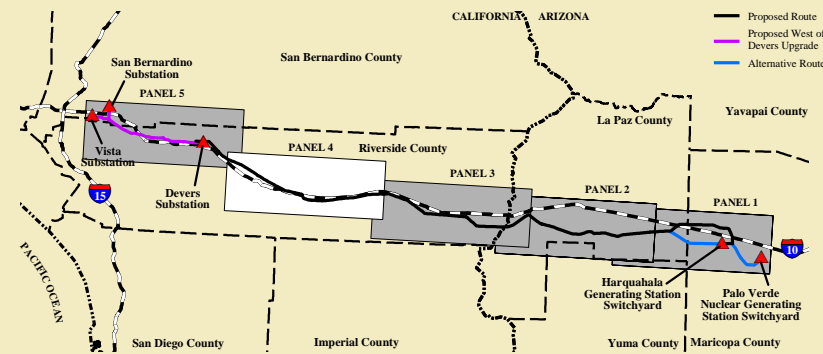 CALIFORNIA
ARIZONA
Proposed Route
Proposed West of
Devers Upgrade
Alternative Route
San Bernardino County
San Bernardino
Substation
PANEL 5
La Paz County
Yavapai County
PANEL 4
Riverside County
Vista
Substation
PANEL 3
PANEL 2
Devers
Substation
15
PANEL 1
10
PACIFIC OCEAN
Harquahala
Generating Station
Switchyard
Palo Verde
Nuclear Generating
Station Switchyard
San Diego County
Imperial County
Yuma County
Maricopa County